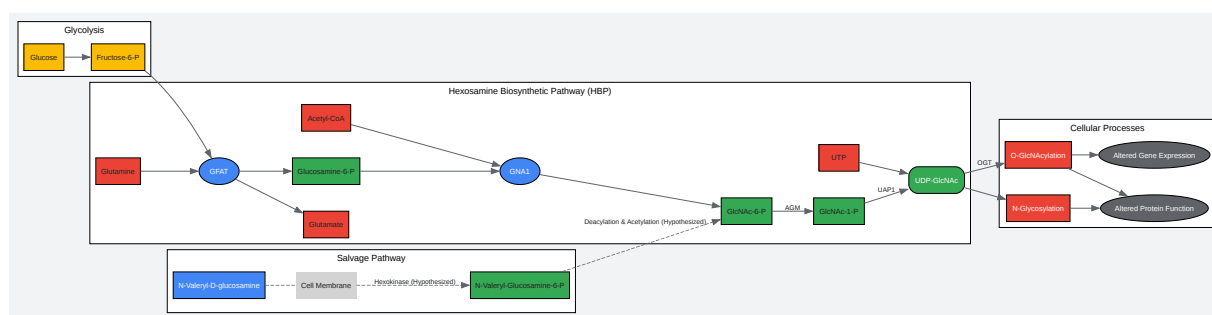 Glycolysis
Glucose
Fructose-6-P
Hexosamine Biosynthetic Pathway (HBP)
Acetyl-CoA
Glutamine
GFAT
Glucosamine-6-P
GNA1
Glutamate
UTP
UDP-GlcNAc
UAP1
GlcNAc-6-P
AGM
GlcNAc-1-P
Deacylation & Acetylation (Hypothesized)
Cellular Processes
OGT
O-GlcNAcylation
Altered Gene Expression
N-Glycosylation
Altered Protein Function
Salvage Pathway
N-Valeryl-D-glucosamine
Cell Membrane
Hexokinase (Hypothesized)
N-Valeryl-Glucosamine-6-P